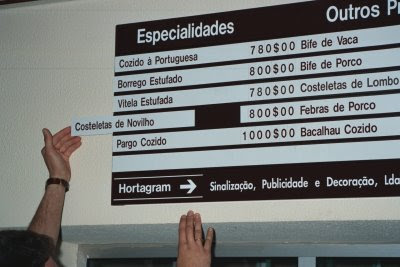 Especialidades
Outros
Cozido à Portuguesa 780$00 Bife de Vaca
Borrego Estufado 800$00 Bife de Porco
Vitela Estufada 780$00 Costeletas de Lombo
Costeletas de Novilho 800$00 Febras de Porco
Pargo Cozido 1000$00 Bacalhau Cozido
Hortagram Sinalização, Publicidade e Decoração, Lda